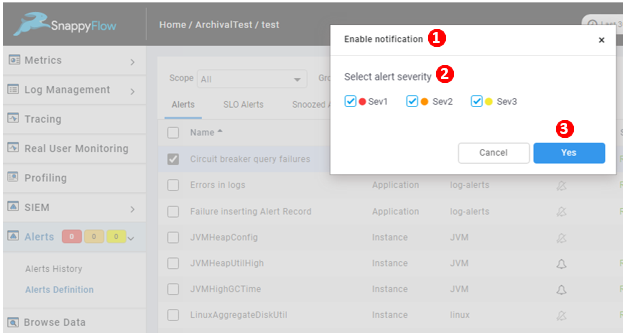 SnappyFlow
Home / ArchivalTest / test
Last 3
Metrics
Log Management
Tracing
Real User Monitoring
Profiling
SIEM
Alerts 0 0 0
Alerts History
Alerts Definition
Browse Data
Scope All Gro
Alerts SLO Alerts Snoozed A
Name
Circuit breaker query failures
Errors in logs Application log-alerts
Failure inserting Alert Record Application log-alerts
JVMHeapConfig Instance JVM
JVMHeapUtilHigh Instance JVM
JVMHighGCTime Instance JVM
LinuxAggregateDiskUtil Instance linux
Enable notification 1 ×
Select alert severity 2
Sev1 Sev2 Sev3
3
Cancel Yes